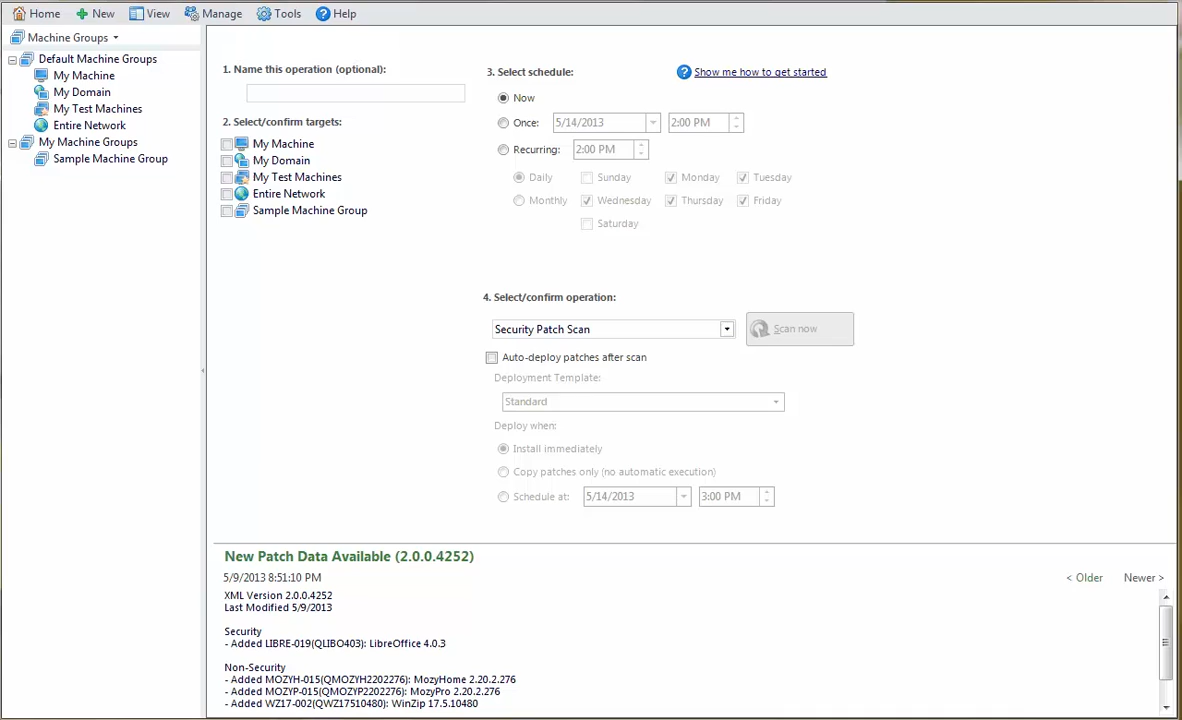 Home New View Manage Tools Help
Machine Groups
Default Machine Groups
My Machine
My Domain
My Test Machines
Entire Network
My Machine Groups
Sample Machine Group
1. Name this operation (optional):
2. Select/confirm targets:
My Machine
My Domain
My Test Machines
Entire Network
Sample Machine Group
3. Select schedule:
Show me how to get started
Now
Once: 5/14/2013 2:00 PM
Recurring: 2:00 PM
Daily Sunday Monday Tuesday
Monthly Wednesday Thursday Friday
Saturday
4. Select/confirm operation:
Security Patch Scan Scan now
Auto-deploy patches after scan
Deployment Template:
Standard
Deploy when:
Install immediately
Copy patches only (no automatic execution)
Schedule at: 5/14/2013 3:00 PM
New Patch Data Available (2.0.0.4252)
5/9/2013 8:51:10 PM < Older Newer >
XML Version 2.0.0.4252
Last Modified 5/9/2013
Security
- Added LIBRE-019(QLIBO403): LibreOffice 4.0.3
Non-Security
- Added MOZYH-015(QMOZYH2202276): MozyHome 2.20.2.276
- Added MOZYP-015(QMOZYP2202276): MozyPro 2.20.2.276
- Added WZ17-002(QWZ17510480): WinZip 17.5.10480